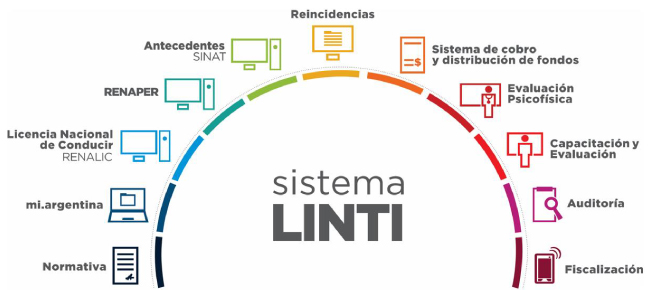 Reincidencias
Antecedentes
SINAT
Sistema de cobro
y distribución de fondos
RENAPER
Evaluación
Psicofísica
Licencia Nacional
de Conducir
RENALIC
Capacitación y
Evaluación
mi.argentina
sistema
LINTI
Auditoría
Normativa
Fiscalización
$